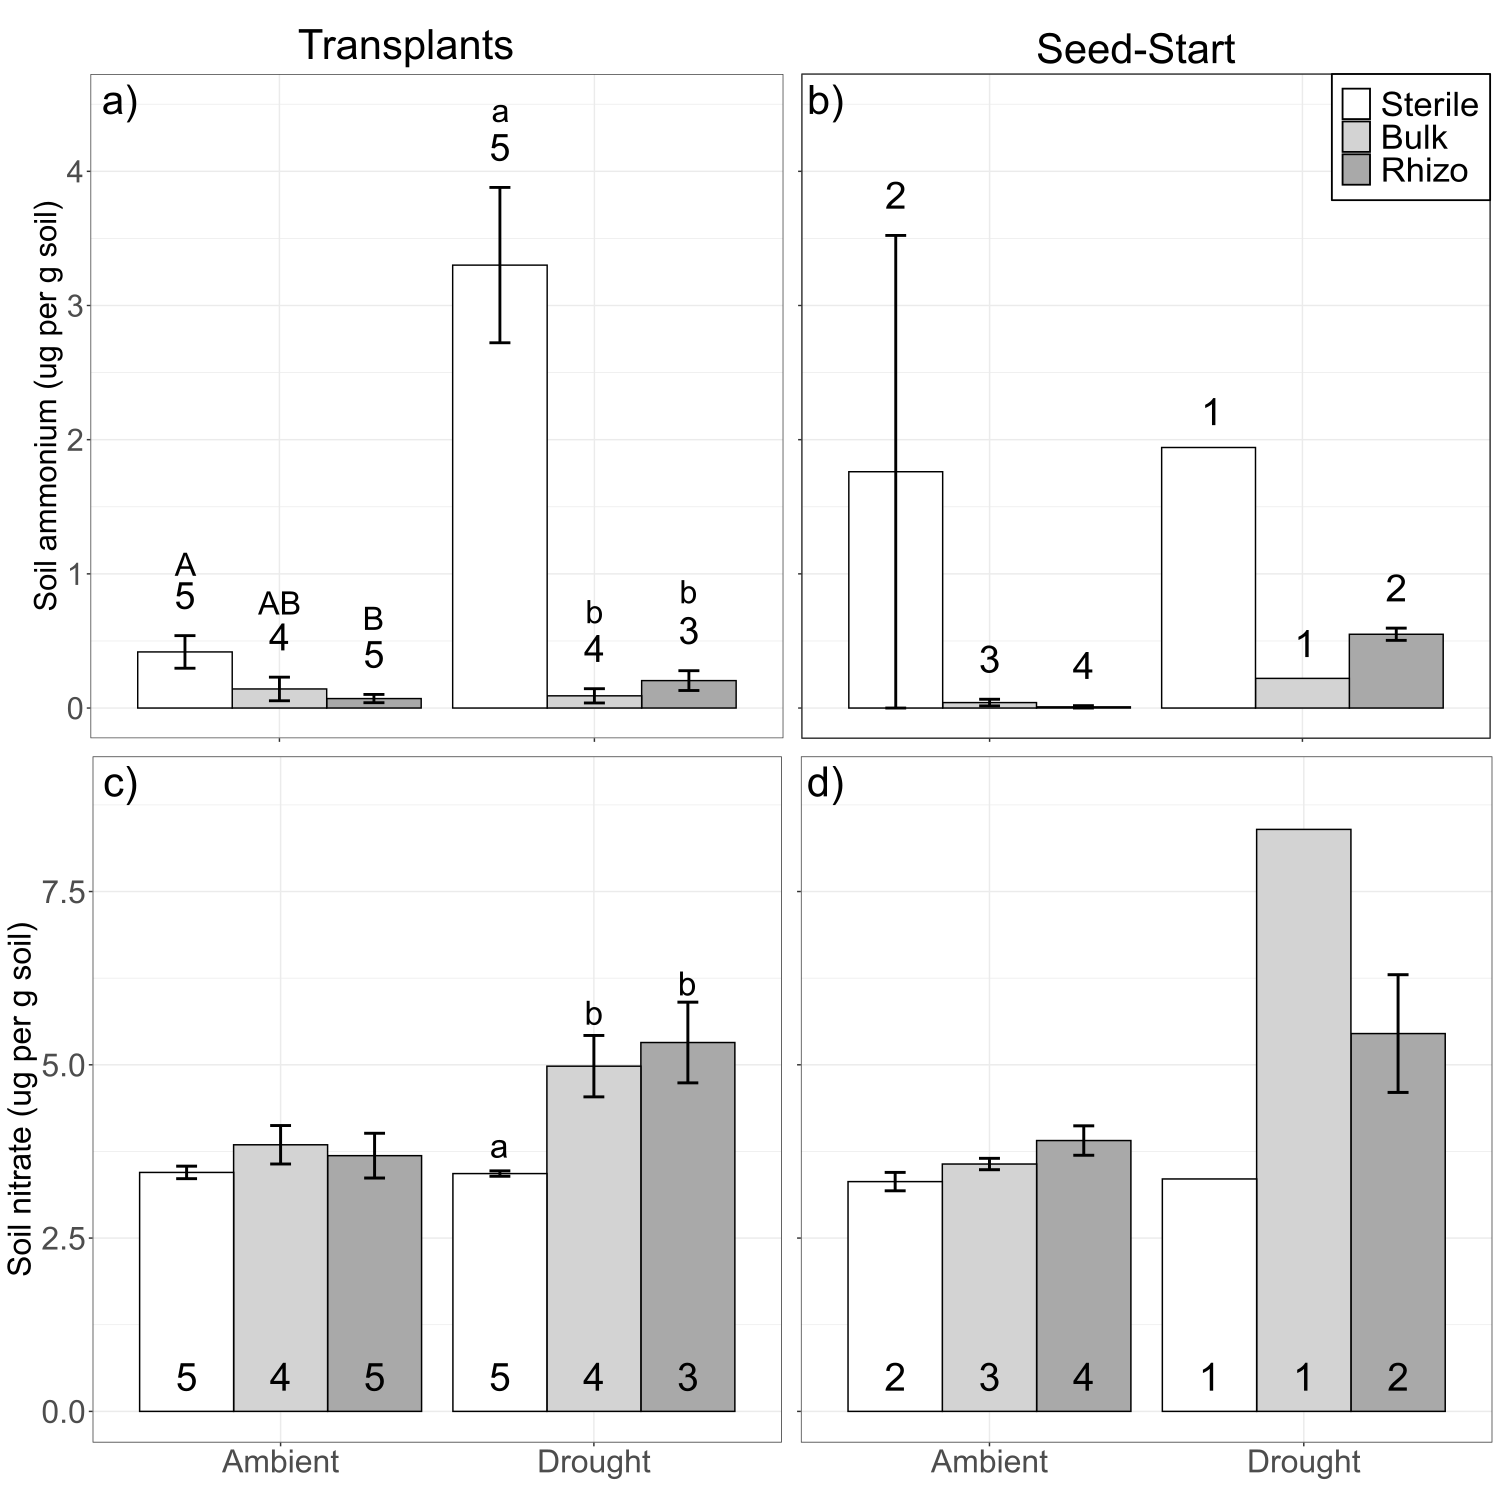 Transplants
Seed-Start
a)
b)
Sterile
Bulk
Rhizo
Soil ammonium (ug per g soil)
4
3
2
1
0
A
5
AB
4
B
5
a
5
b
4
b
3
2
3
4
1
1
2
c)
d)
Soil nitrate (ug per g soil)
7.5
5.0
2.5
0.0
a
b
b
5
4
5
5
4
3
2
3
4
1
1
2
Ambient
Drought
Ambient
Drought